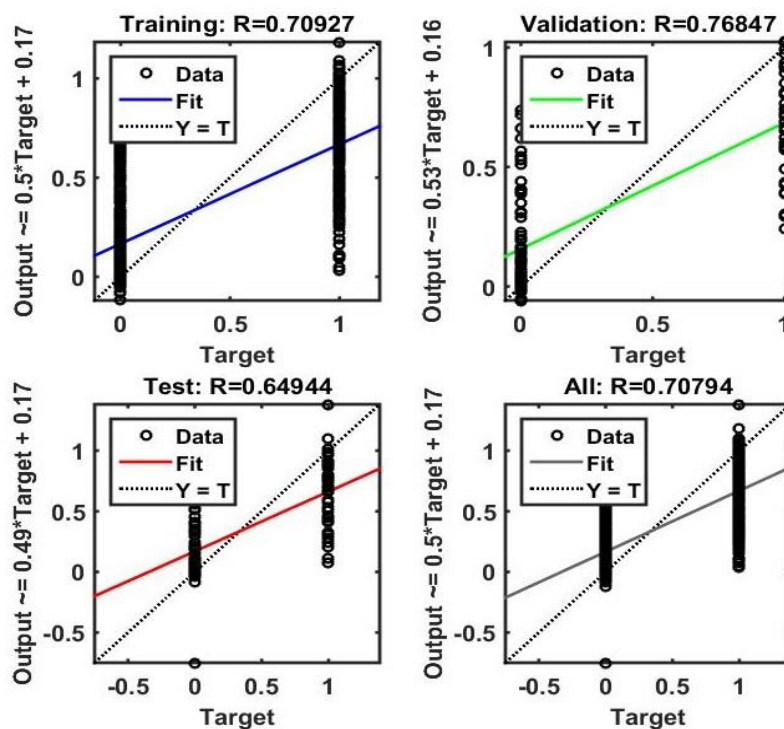 Training: R=0.70927
Output ~= 0.5*Target + 0.17
1
0.5
0
Data
Fit
Y = T
0
0.5
1
Target
Validation: R=0.76847
Output ~= 0.53*Target + 0.16
1
0.5
0
Data
Fit
Y = T
0
0.5
1
Target
Test: R=0.64944
Output ~= 0.49*Target + 0.17
1
0.5
0
-0.5
Data
Fit
Y = T
-0.5
0
0.5
1
Target
All: R=0.70794
Output ~= 0.5*Target + 0.17
1
0.5
0
-0.5
Data
Fit
Y = T
-0.5
0
0.5
1
Target